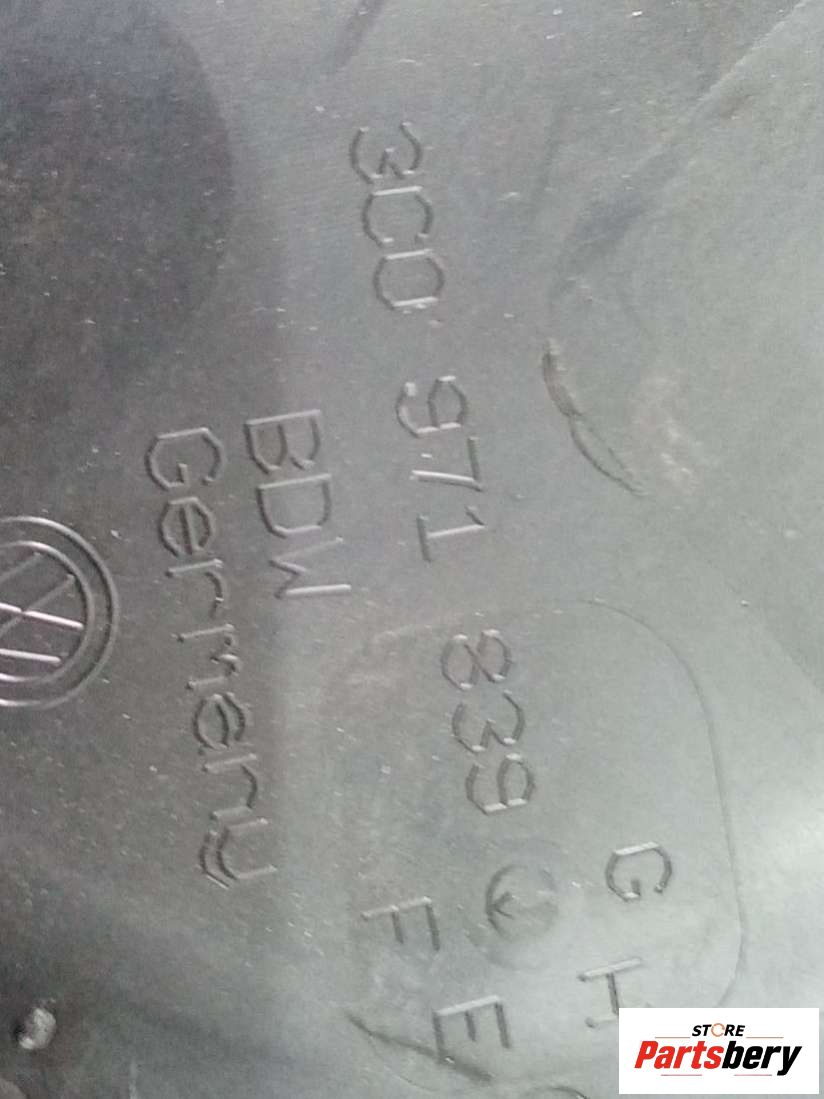 G H
3C0 971 839 E
F
BDW
Germany
STORE
Partsbery